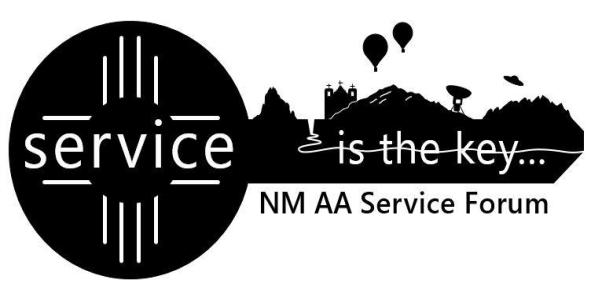 service
is the key...
NM AA Service Forum